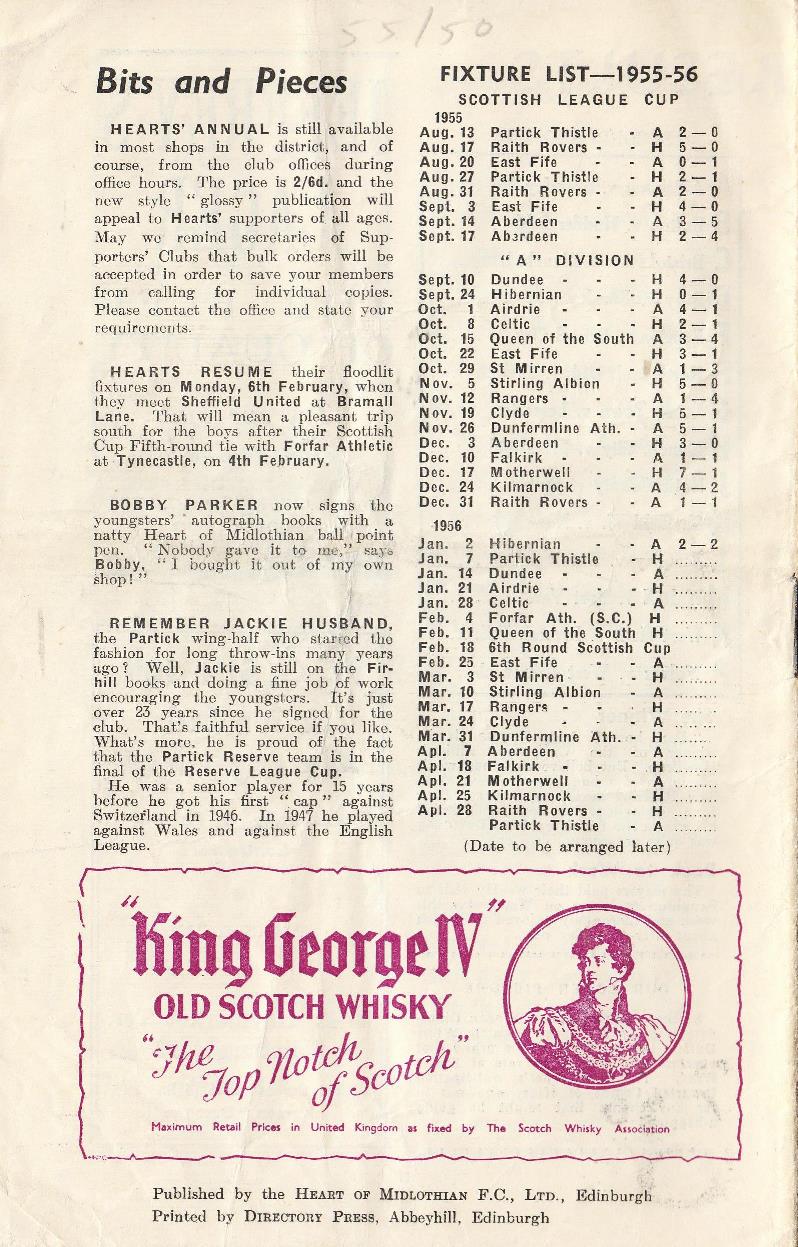 55/50
Bits and Pieces
HEARTS' ANNUAL is still available
in most shops in the district, and of
course, from the club offices during
office hours. The price is 2/6d. and the
new style "glossy" publication will
appeal to Hearts' supporters of all ages.
May we remind secretaries of Sup-
porters' Clubs that bulk orders will be
accepted in order to save your members
from calling for individual copies.
Please contact the office and state your
requirements.
HEARTS RESUME their floodlit
fixtures on Monday, 6th February, when
they meet Sheffield United at Bramall
Lane. That will mean a pleasant trip
south for the boys after their Scottish
Cup Fifth-round tie with Forfar Athletic
at Tynecastle, on 4th February.
BOBBY PARKER now signs the
youngsters' autograph books with a
natty Heart of Midlothian ball point
pen. "Nobody gave it to me," says
Bobby, "I bought it out of my own
shop!"
REMEMBER JACKIE HUSBAND,
the Partick wing-half who started the
fashion for long throw-ins many years
ago? Well, Jackie is still on the Fir-
hill books and doing a fine job of work
encouraging the youngsters. It's just
over 23 years since he signed for the
club. That's faithful service if you like.
What's more, he is proud of the fact
that the Partick Reserve team is in the
final of the Reserve League Cup.
He was a senior player for 15 years
before he got his first "cap" against
Switzerland in 1946. In 1947 he played
against Wales and against the English
League.
FIXTURE LIST—1955-56
SCOTTISH LEAGUE CUP
1955
Aug. 13 Partick Thistle - A 2—0
Aug. 17 Raith Rovers - - H 5—0
Aug. 20 East Fife - - A 0—1
Aug. 27 Partick Thistle - H 2—1
Aug. 31 Raith Rovers - - A 2—0
Sept. 3 East Fife - - H 4—0
Sept. 14 Aberdeen - - A 3—5
Sept. 17 Aberdeen - - H 2—4
"A" DIVISION
Sept. 10 Dundee - - - H 4—0
Sept. 24 Hibernian - - H 0—1
Oct. 1 Airdrie - - - A 4—1
Oct. 8 Celtic - - - H 2—1
Oct. 15 Queen of the South A 3—4
Oct. 22 East Fife - - H 3—1
Oct. 29 St Mirren - - A 1—3
Nov. 5 Stirling Albion - H 5—0
Nov. 12 Rangers - - - A 1—4
Nov. 19 Clyde - - - H 5—1
Nov. 26 Dunfermline Ath. - A 5—1
Dec. 3 Aberdeen - - H 3—0
Dec. 10 Falkirk - - - A 1—1
Dec. 17 Motherwell - - H 7—1
Dec. 24 Kilmarnock - - A 4—2
Dec. 31 Raith Rovers - - A 1—1
1956
Jan. 2 Hibernian - - A 2—2
Jan. 7 Partick Thistle - H .........
Jan. 14 Dundee - - - A .........
Jan. 21 Airdrie - - - H .........
Jan. 28 Celtic - - - A .........
Feb. 4 Forfar Ath. (S.C.) H .........
Feb. 11 Queen of the South H .........
Feb. 18 6th Round Scottish Cup
Feb. 25 East Fife - - A .........
Mar. 3 St Mirren - - H .........
Mar. 10 Stirling Albion - A .........
Mar. 17 Rangers - - - H .........
Mar. 24 Clyde - - - A .........
Mar. 31 Dunfermline Ath. - H .........
Apl. 7 Aberdeen - - A .........
Apl. 18 Falkirk - - - H .........
Apl. 21 Motherwell - - A .........
Apl. 25 Kilmarnock - - H .........
Apl. 28 Raith Rovers - - H .........
Partick Thistle - A .........
(Date to be arranged later)
"King George IV"
OLD SCOTCH WHISKY
"The
Top Notch
of Scotch"
Maximum Retail Prices in United Kingdom as fixed by The Scotch Whisky Association
Published by the HEART OF MIDLOTHIAN F.C., LTD., Edinburgh
Printed by DIRECTORY PRESS, Abbeyhill, Edinburgh